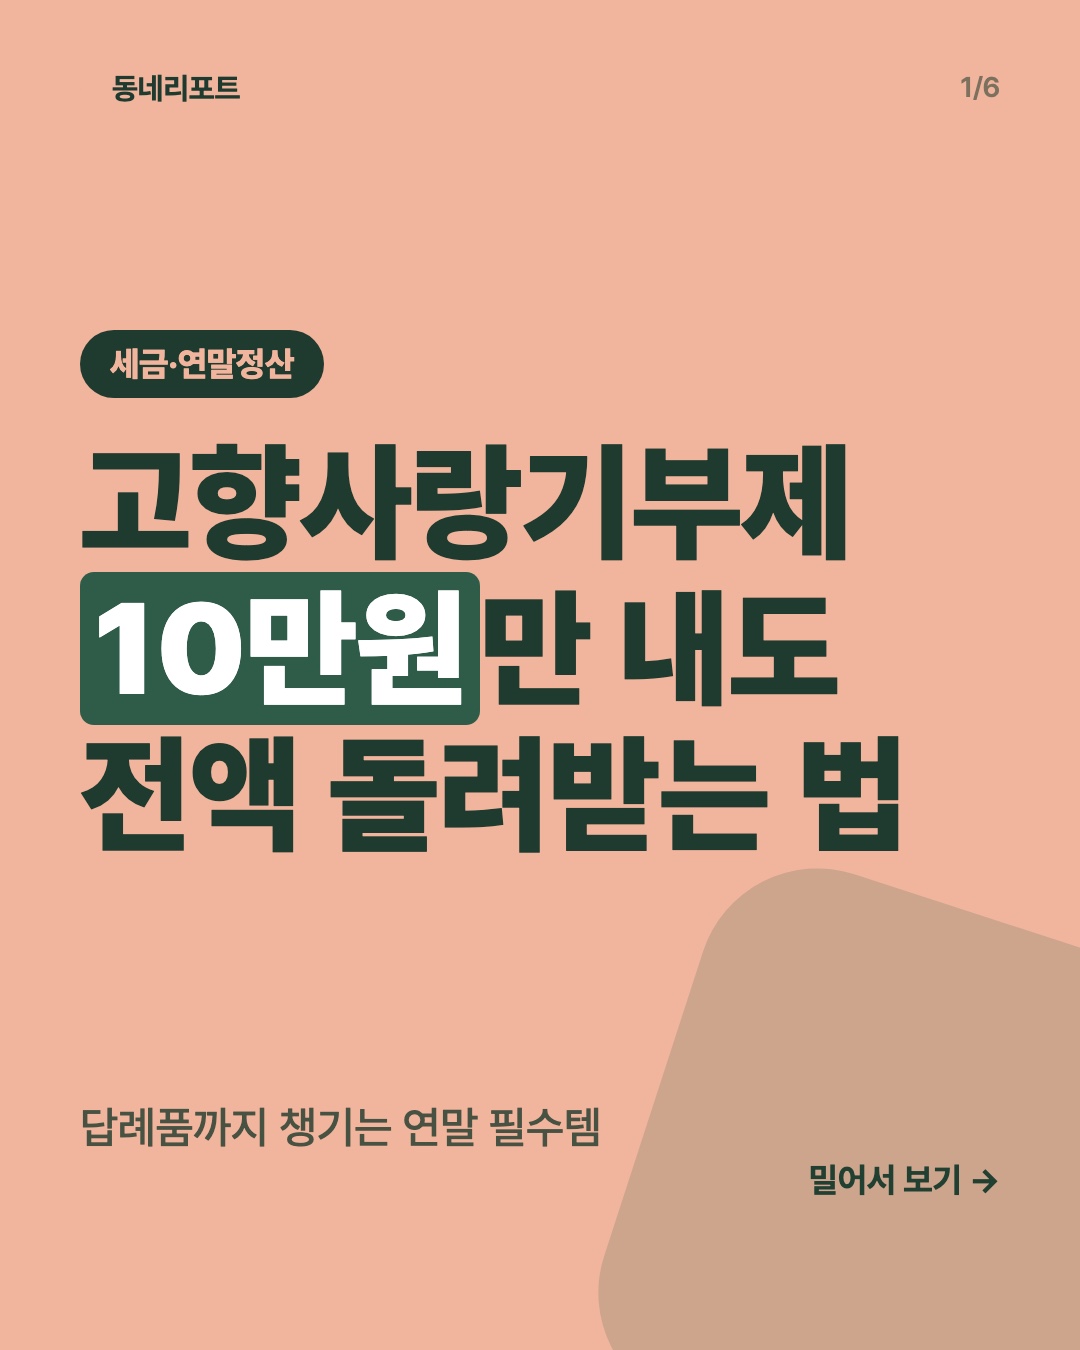 동네리포트
1/6
세금·연말정산
고향사랑기부제
10만원만 내도
전액 돌려받는 법
답례품까지 챙기는 연말 필수템
밀어서 보기 →